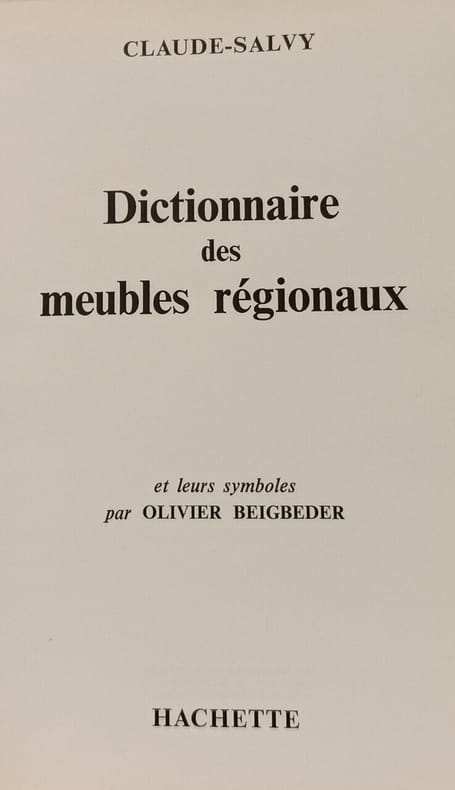 CLAUDE-SALVY
Dictionnaire
des
meubles régionaux
et leurs symboles
par OLIVIER BEIGBEDER
HACHETTE